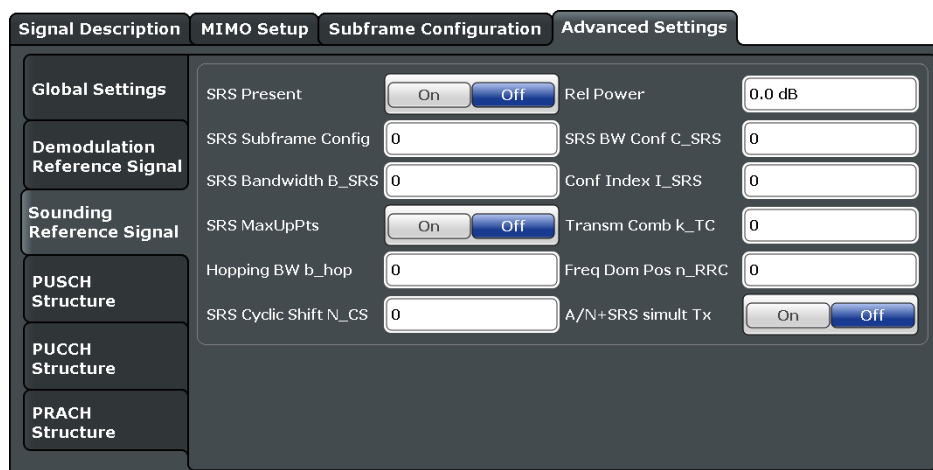 Signal Description MIMO Setup Subframe Configuration Advanced Settings
Global Settings
Demodulation
Reference Signal
Sounding
Reference Signal
PUSCH
Structure
PUCCH
Structure
PRACH
Structure
SRS Present On Off Rel Power 0.0 dB
SRS Subframe Config 0 SRS BW Conf C_SRS 0
SRS Bandwidth B_SRS 0 Conf Index I_SRS 0
SRS MaxUpPts On Off Transm Comb k_TC 0
Hopping BW b_hop 0 Freq Dom Pos n_RRC 0
SRS Cyclic Shift N_CS 0 A/N+SRS simult Tx On Off